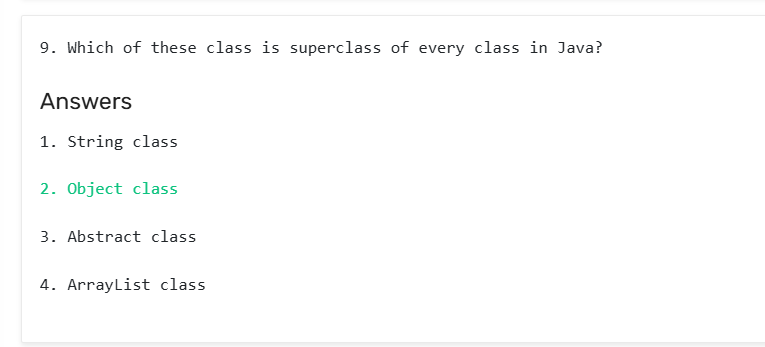 9. Which of these class is superclass of every class in Java?
Answers
1. String class
2. Object class
3. Abstract class
4. ArrayList class